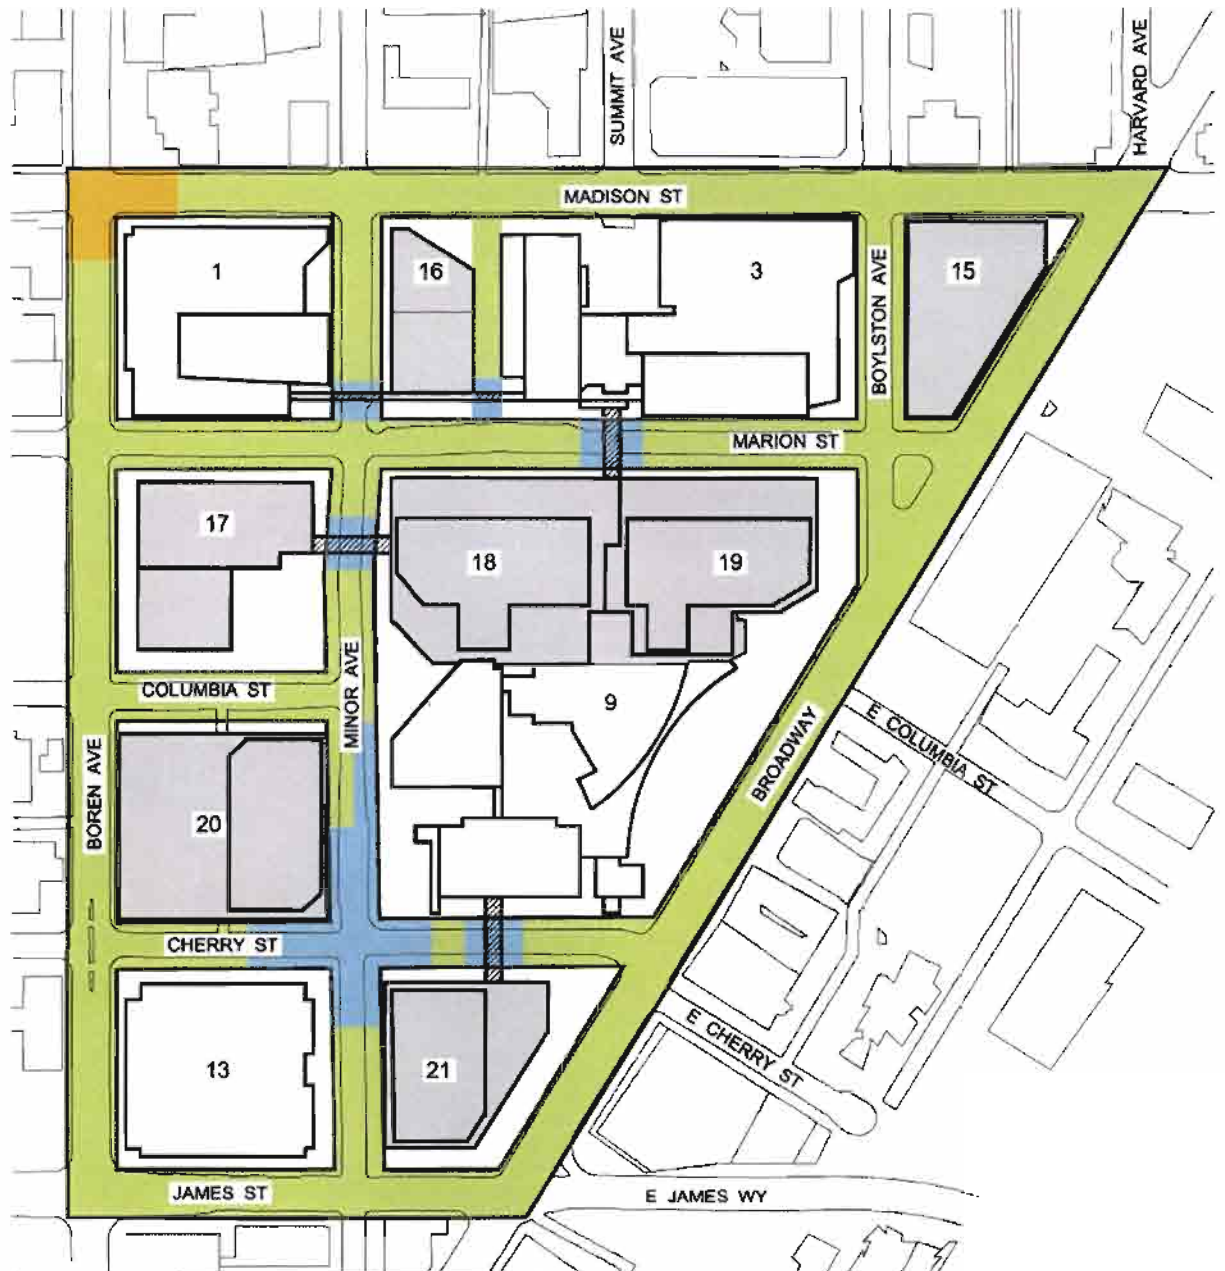 SUMMIT AVE
HARVARD AVE
MADISON ST
1
16
3
BOYLSTON AVE
15
MARION ST
17
18
19
MINOR AVE
COLUMBIA ST
9
E COLUMBIA ST
BROADWAY
BOREN AVE
20
CHERRY ST
E CHERRY ST
13
21
JAMES ST
E JAMES WY